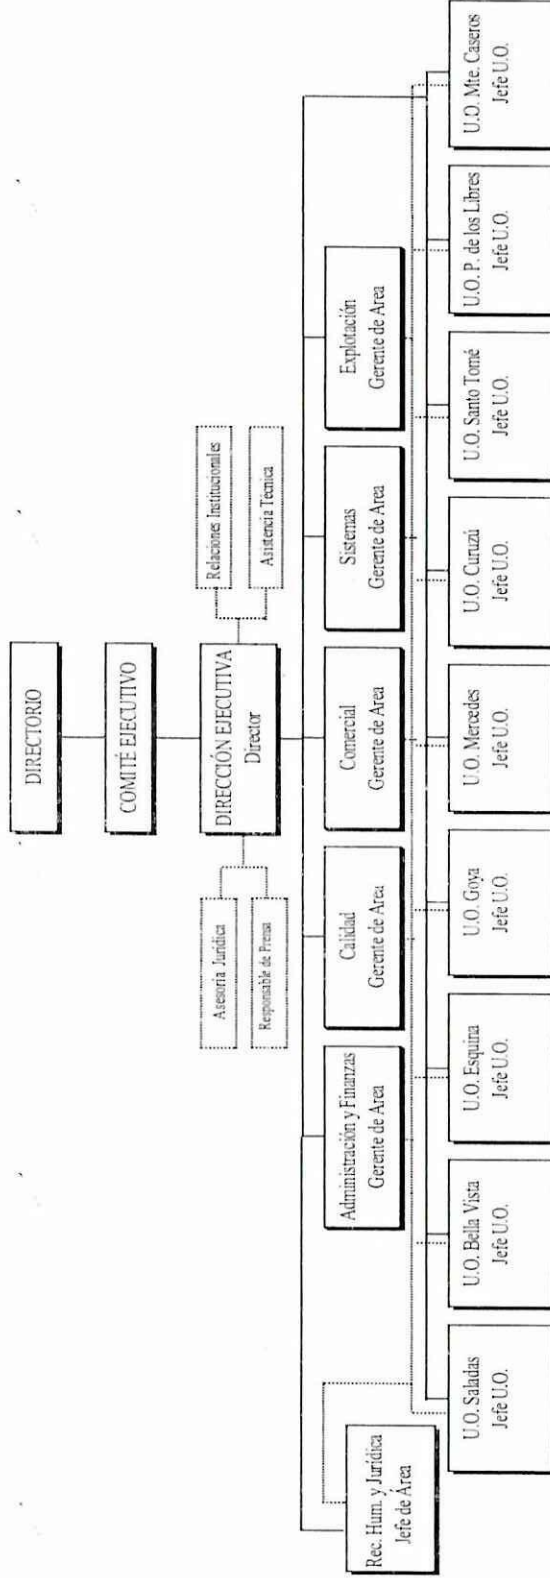 DIRECTORIO
COMITÉ EJECUTIVO
DIRECCIÓN EJECUTIVA
Director
Asesoría Jurídica
Responsable de Prensa
Relaciones Institucionales
Asistencia Técnica
Rec. Hum. y Jurídica
Jefe de Área
Administración y Finanzas
Gerente de Area
Calidad
Gerente de Area
Comercial
Gerente de Area
Sistemas
Gerente de Area
Explotación
Gerente de Area
U.O. Saladas
Jefe U.O.
U.O. Bella Vista
Jefe U.O.
U.O. Esquina
Jefe U.O.
U.O. Goya
Jefe U.O.
U.O. Mercedes
Jefe U.O.
U.O. Curuzú
Jefe U.O.
U.O. Santo Tomé
Jefe U.O.
U.O. P. de los Libres
Jefe U.O.
U.O. Mte. Caseros
Jefe U.O.